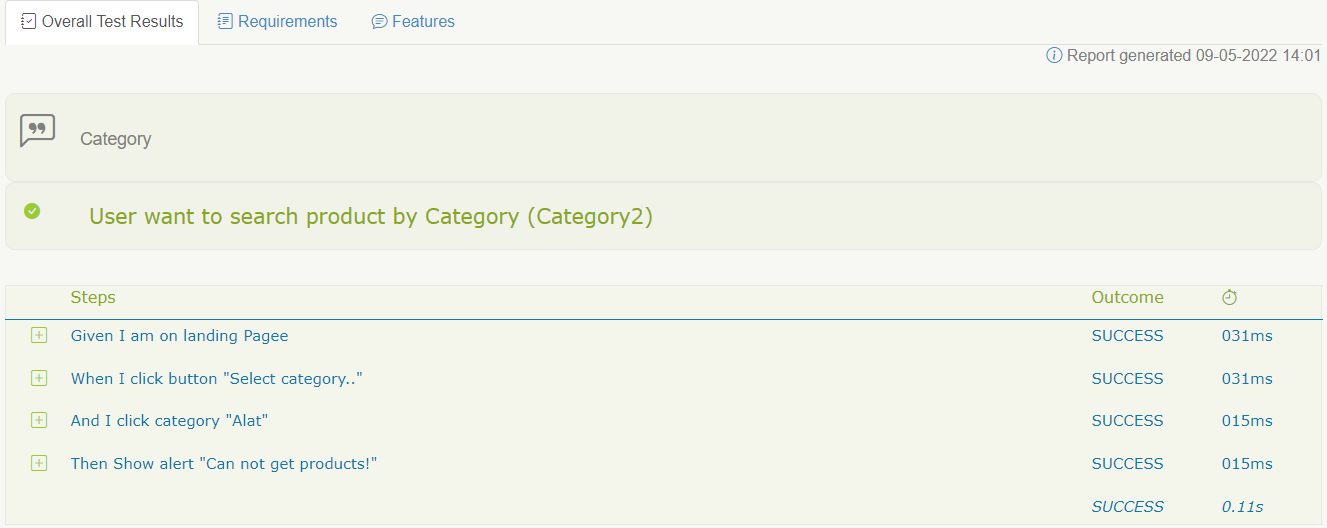 Overall Test Results Requirements Features
Report generated 09-05-2022 14:01
Category
User want to search product by Category (Category2)
Steps Outcome
Given I am on landing Pagee SUCCESS 031ms
When I click button "Select category.." SUCCESS 031ms
And I click category "Alat" SUCCESS 015ms
Then Show alert "Can not get products!" SUCCESS 015ms
SUCCESS 0.11s